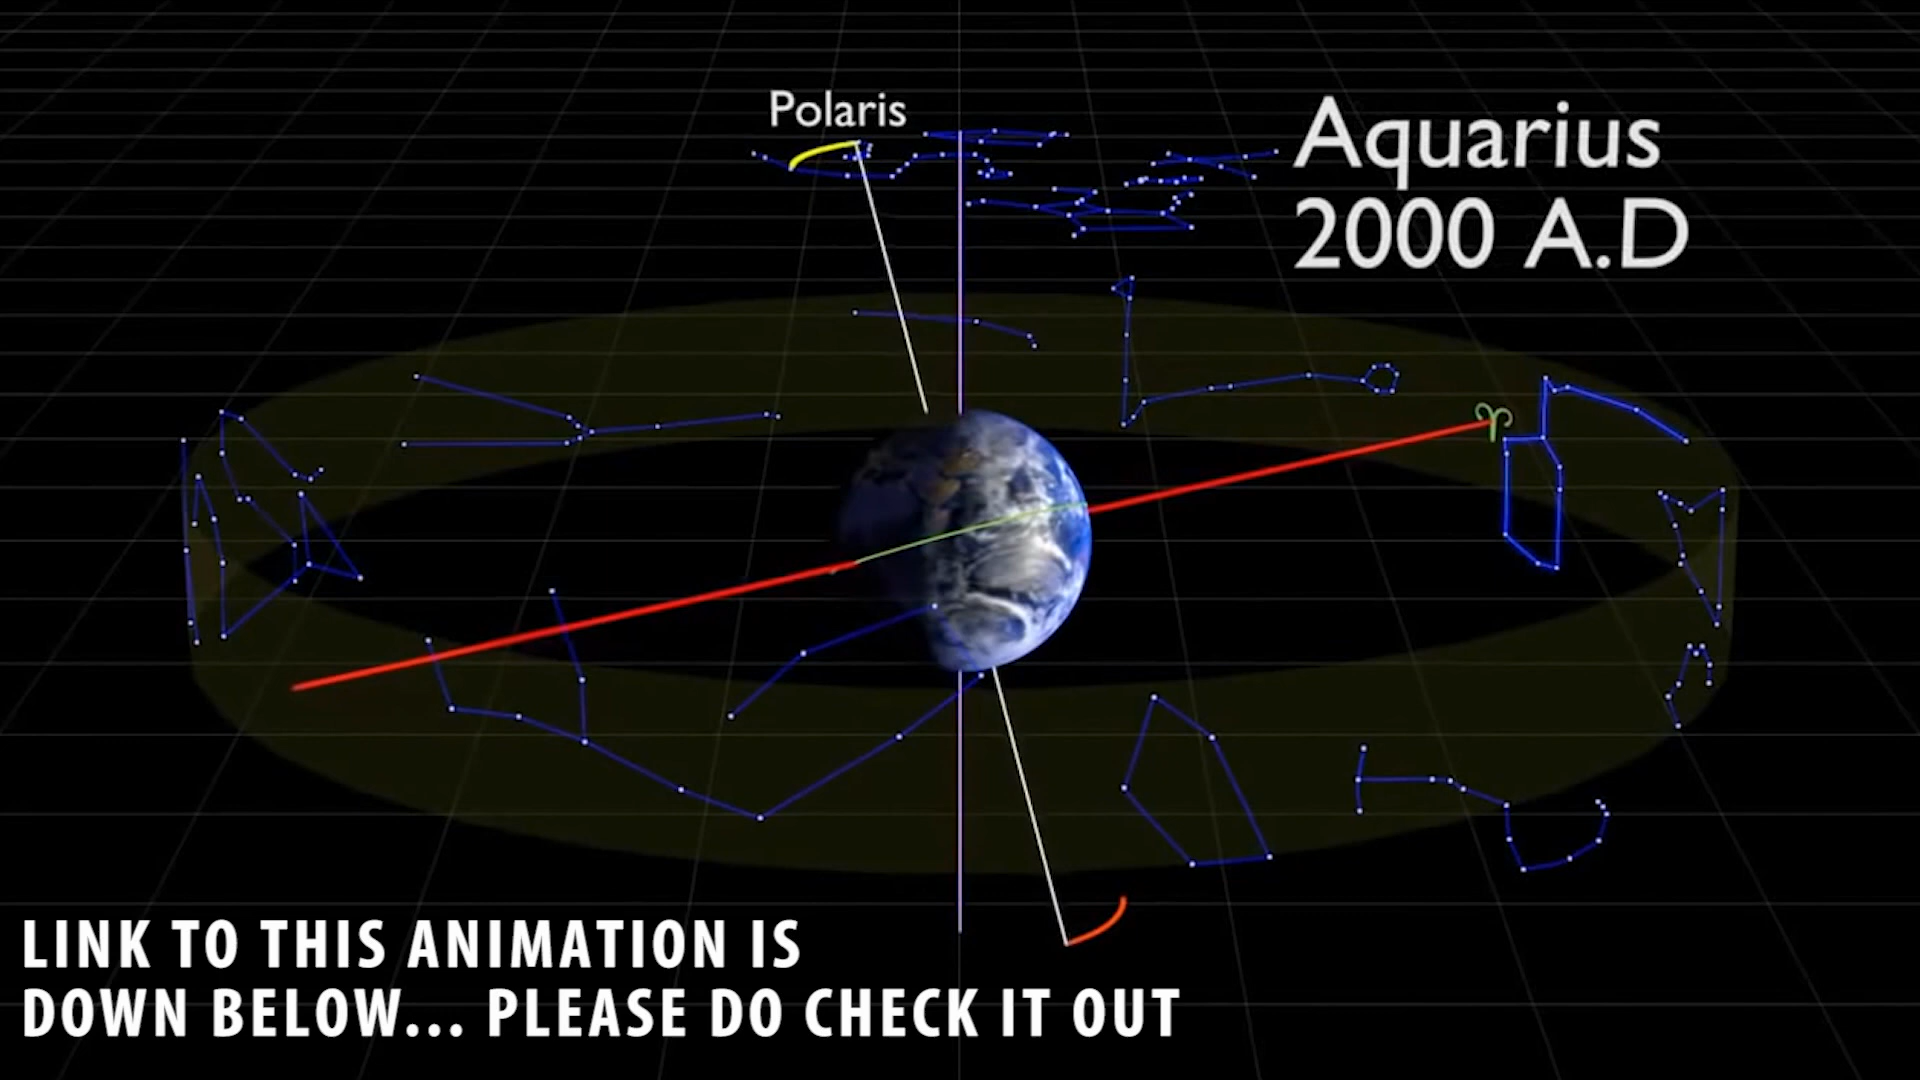 Polaris
Aquarius
2000 A.D
LINK TO THIS ANIMATION IS
DOWN BELOW... PLEASE DO CHECK IT OUT